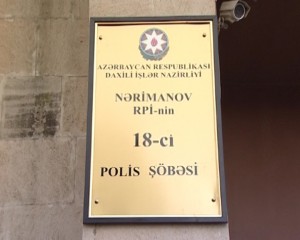 AZƏRBAYCAN RESPUBLİKASI
DAXİLİ İŞLƏR NAZİRLİYİ
NƏRİMANOV
RPİ-nin
18-ci
POLİS ŞÖBƏSİ